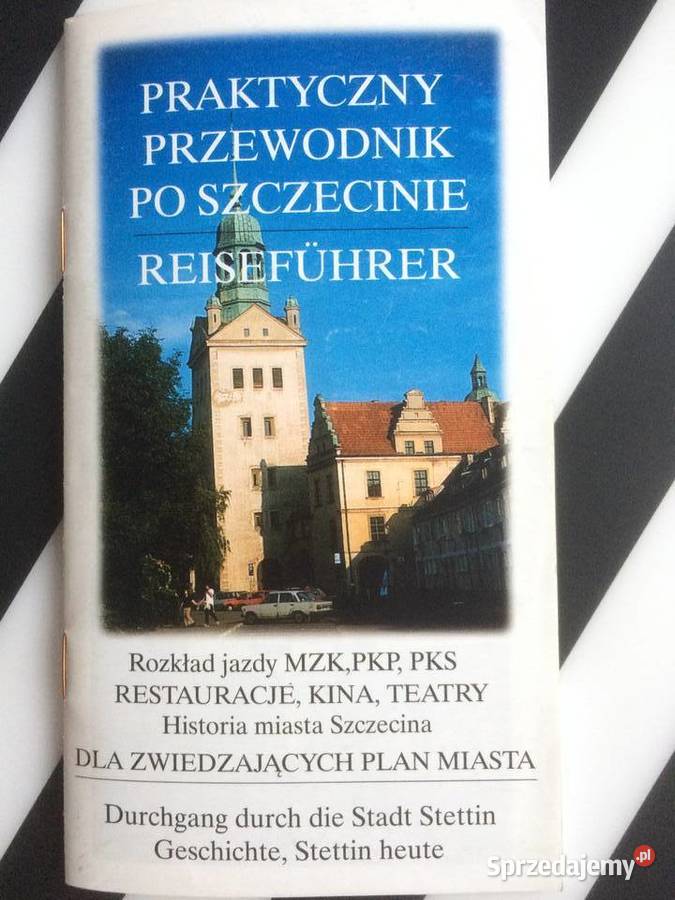 PRAKTYCZNY
PRZEWODNIK
PO SZCZECINIE
REISEFÜHRER
Rozkład jazdy MZK,PKP, PKS
RESTAURACJE, KINA, TEATRY
Historia miasta Szczecina
DLA ZWIEDZAJĄCYCH PLAN MIASTA
Durchgang durch die Stadt Stettin
Geschichte, Stettin heute
Sprzedajemy.pl